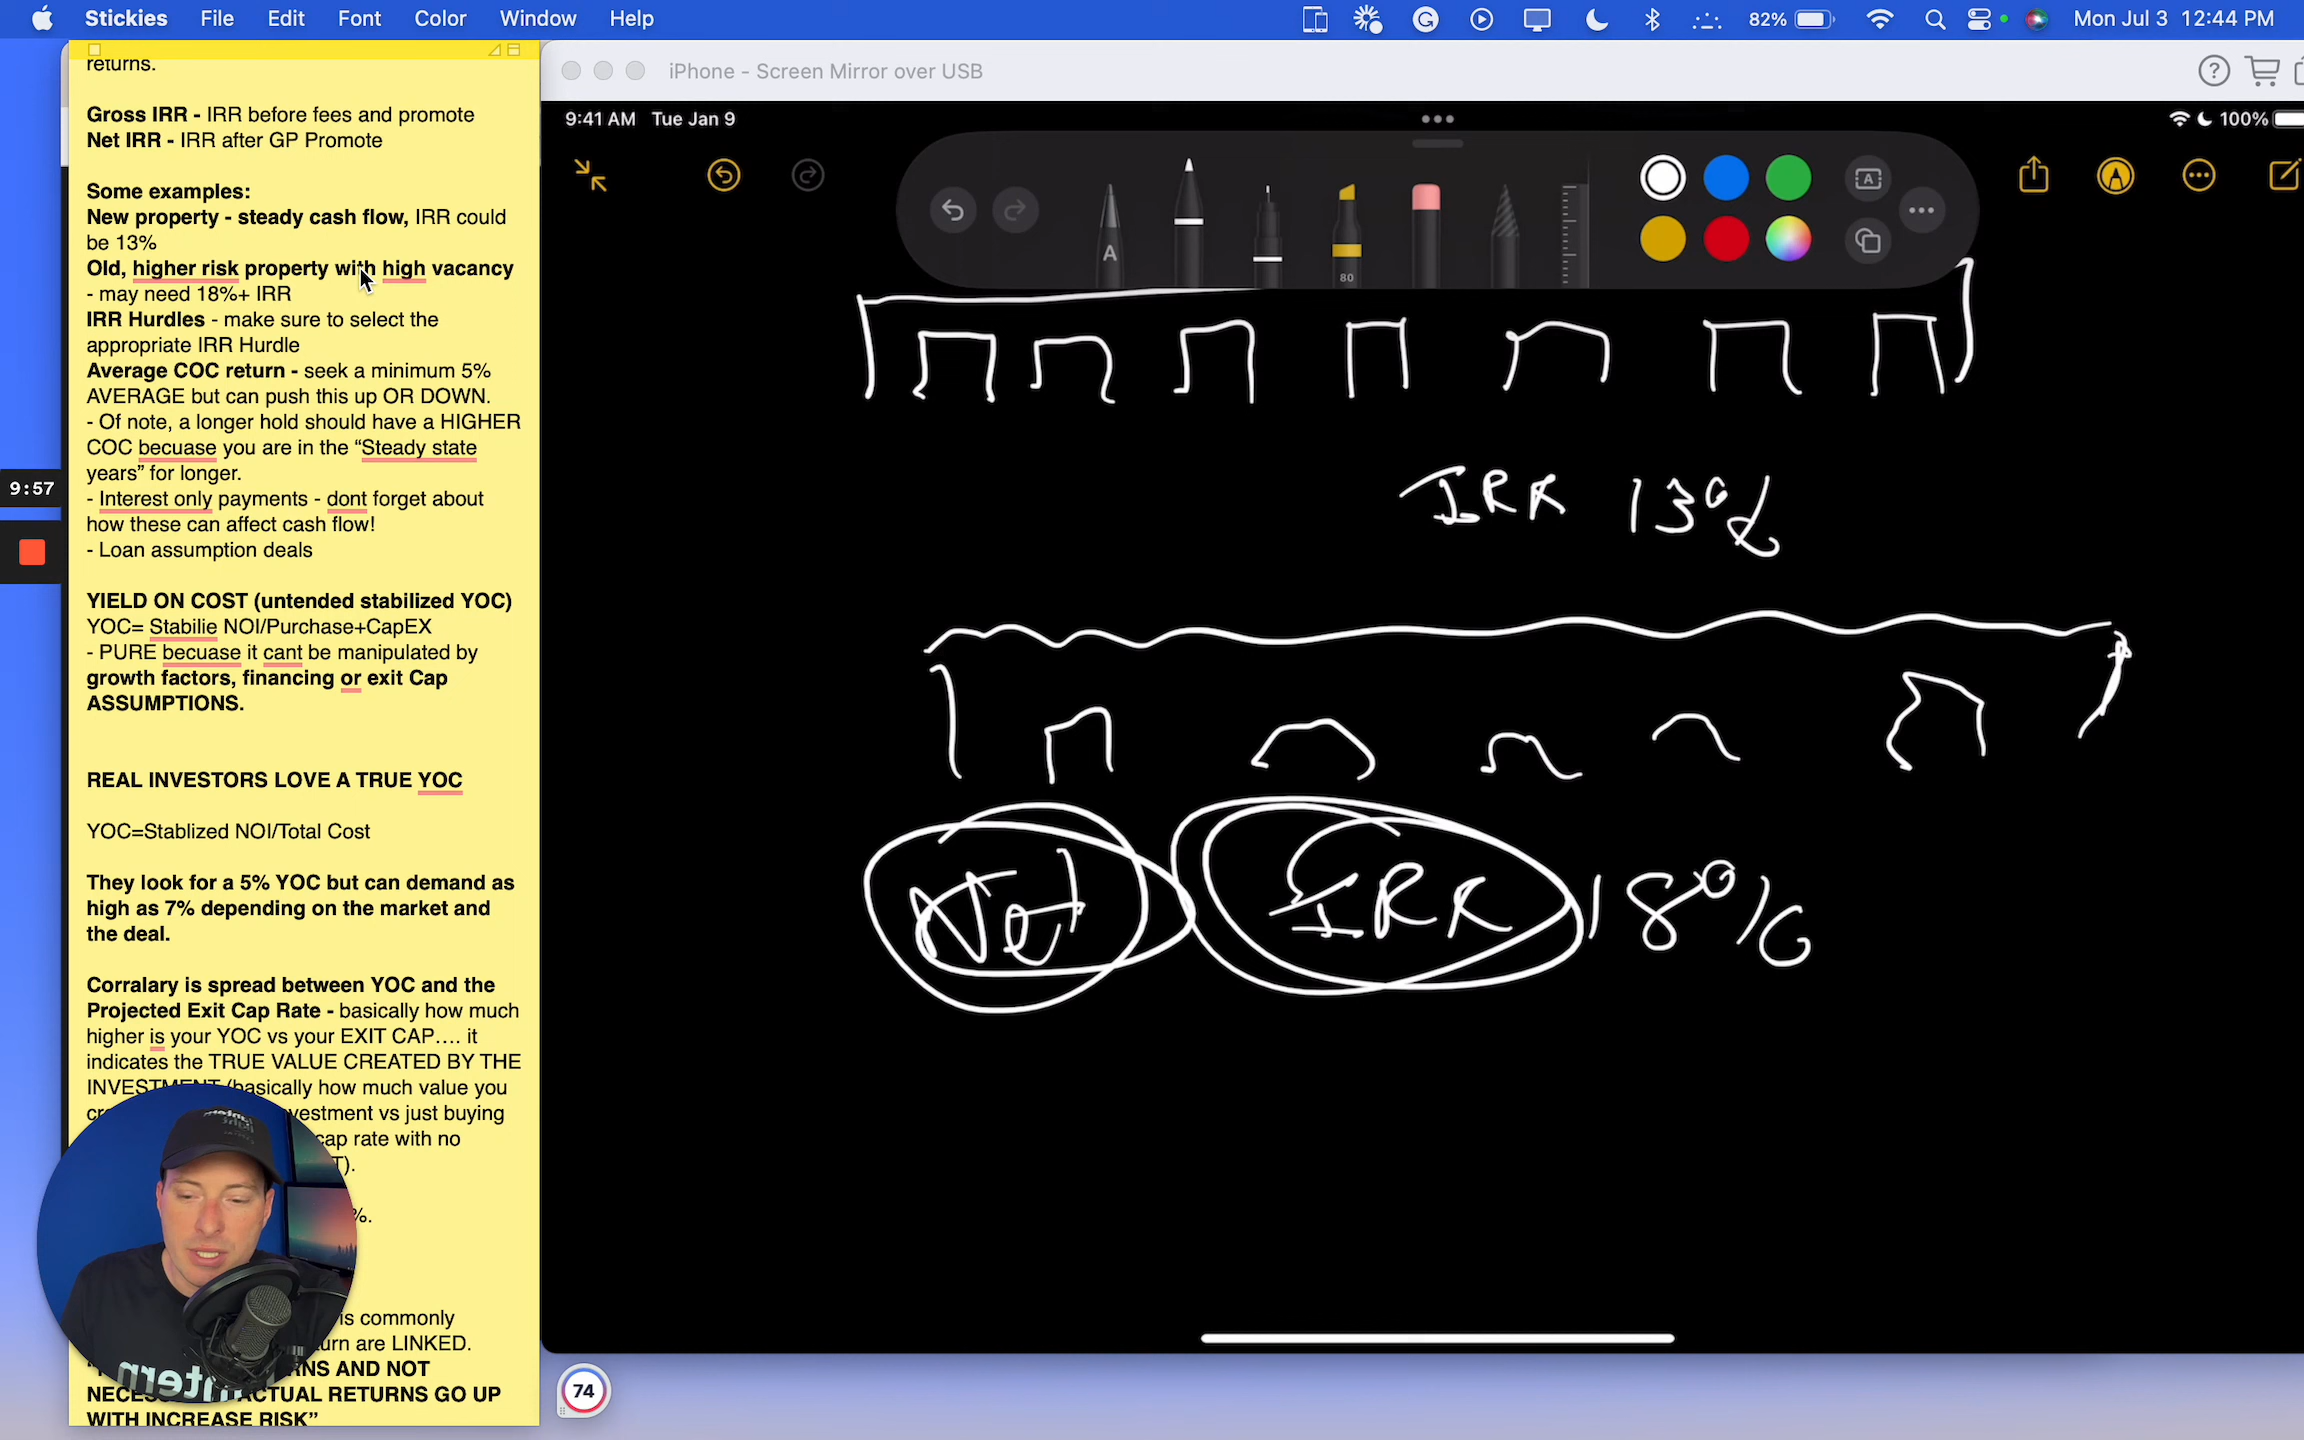 Stickies File Edit Font Color Window Help
82% Mon Jul 3 12:44 PM
returns.
Gross IRR - IRR before fees and promote
Net IRR - IRR after GP Promote
Some examples:
New property - steady cash flow, IRR could
be 13%
Old, higher risk property with high vacancy
- may need 18%+ IRR
IRR Hurdles - make sure to select the
appropriate IRR Hurdle
Average COC return - seek a minimum 5%
AVERAGE but can push this up OR DOWN.
- Of note, a longer hold should have a HIGHER
COC becuase you are in the “Steady state
years” for longer.
- Interest only payments - dont forget about
how these can affect cash flow!
- Loan assumption deals
YIELD ON COST (untended stabilized YOC)
YOC= Stabilie NOI/Purchase+CapEX
- PURE becuase it cant be manipulated by
growth factors, financing or exit Cap
ASSUMPTIONS.
REAL INVESTORS LOVE A TRUE YOC
YOC=Stablized NOI/Total Cost
They look for a 5% YOC but can demand as
high as 7% depending on the market and
the deal.
Corralary is spread between YOC and the
Projected Exit Cap Rate - basically how much
higher is your YOC vs your EXIT CAP…. it
indicates the TRUE VALUE CREATED BY THE
INVESTMENT (basically how much value you
vestment vs just buying
cap rate with no
T).
%.
is commonly
urn are LINKED.
RNS AND NOT
NECE CTUAL RETURNS GO UP
WITH INCREASE RISK”
9:57
iPhone - Screen Mirror over USB
9:41 AM Tue Jan 9
100%
A
80
A
IRR 13%
Net IRR 18%
74